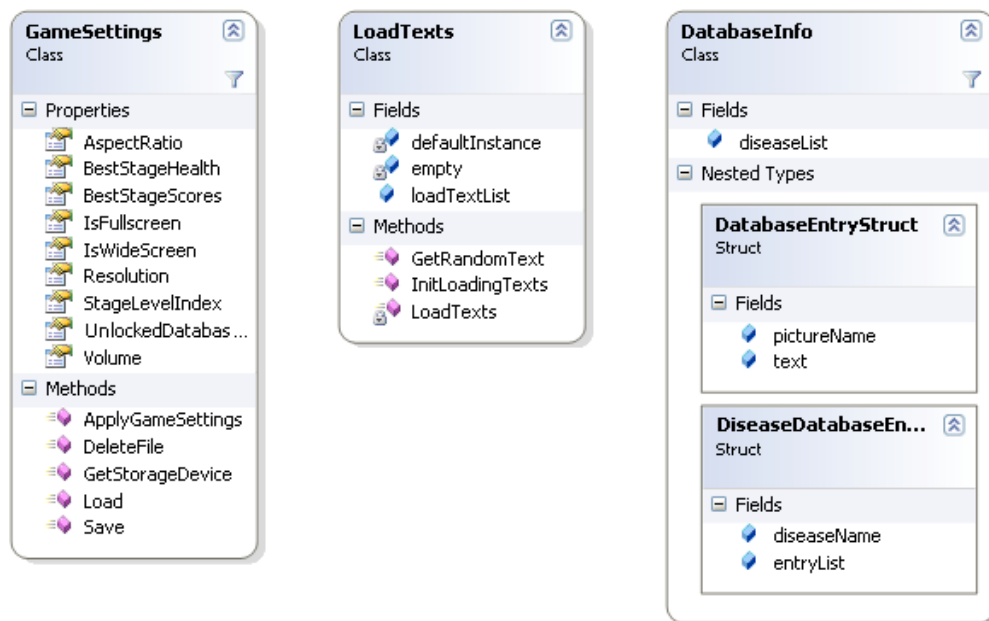 GameSettings
Class
Properties
AspectRatio
BestStageHealth
BestStageScores
IsFullscreen
IsWideScreen
Resolution
StageLevelIndex
UnlockedDatabas...
Volume
Methods
ApplyGameSettings
DeleteFile
GetStorageDevice
Load
Save
LoadTexts
Class
Fields
defaultInstance
empty
loadTextList
Methods
GetRandomText
InitLoadingTexts
LoadTexts
DatabaseInfo
Class
Fields
diseaseList
Nested Types
DatabaseEntryStruct
Struct
Fields
pictureName
text
DiseaseDatabaseEn...
Struct
Fields
diseaseName
entryList